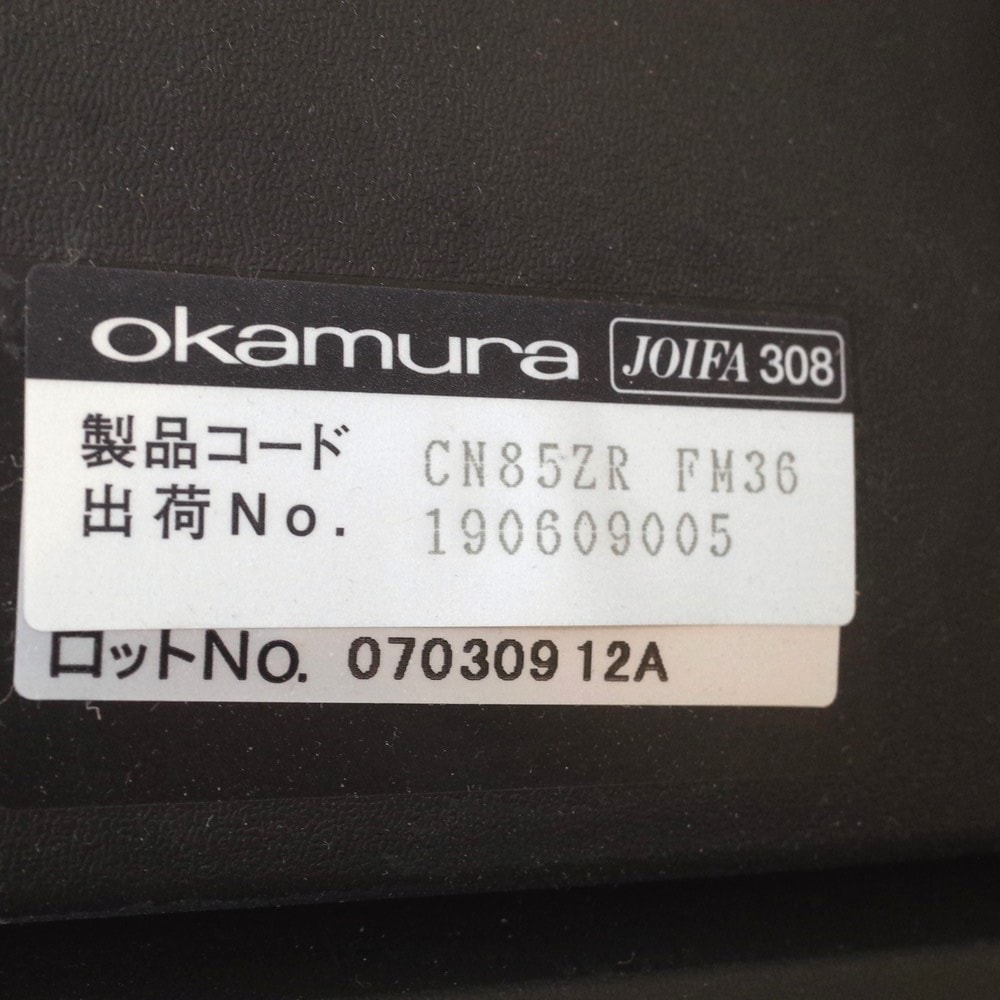 okamura JOIFA 308
製品コード CN85ZR FM36
出荷No. 190609005
ロットNo. 07030912A